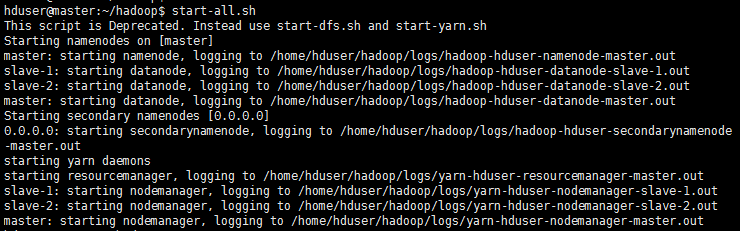 hduser@master:~/hadoop$ start-all.sh
This script is Deprecated. Instead use start-dfs.sh and start-yarn.sh
Starting namenodes on [master]
master: starting namenode, logging to /home/hduser/hadoop/logs/hadoop-hduser-namenode-master.out
slave-1: starting datanode, logging to /home/hduser/hadoop/logs/hadoop-hduser-datanode-slave-1.out
slave-2: starting datanode, logging to /home/hduser/hadoop/logs/hadoop-hduser-datanode-slave-2.out
master: starting datanode, logging to /home/hduser/hadoop/logs/hadoop-hduser-datanode-master.out
Starting secondary namenodes [0.0.0.0]
0.0.0.0: starting secondarynamenode, logging to /home/hduser/hadoop/logs/hadoop-hduser-secondarynamenode
-master.out
starting yarn daemons
starting resourcemanager, logging to /home/hduser/hadoop/logs/yarn-hduser-resourcemanager-master.out
slave-1: starting nodemanager, logging to /home/hduser/hadoop/logs/yarn-hduser-nodemanager-slave-1.out
slave-2: starting nodemanager, logging to /home/hduser/hadoop/logs/yarn-hduser-nodemanager-slave-2.out
master: starting nodemanager, logging to /home/hduser/hadoop/logs/yarn-hduser-nodemanager-master.out